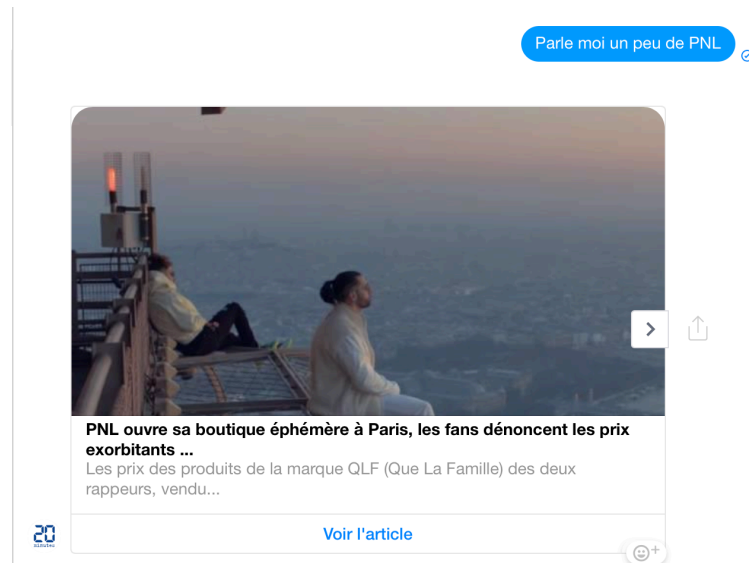 Parle moi un peu de PNL
PNL ouvre sa boutique éphémère à Paris, les fans dénoncent les prix
exorbitants ...
Les prix des produits de la marque QLF (Que La Famille) des deux
rappeurs, vendu...
20
minutes
Voir l'article